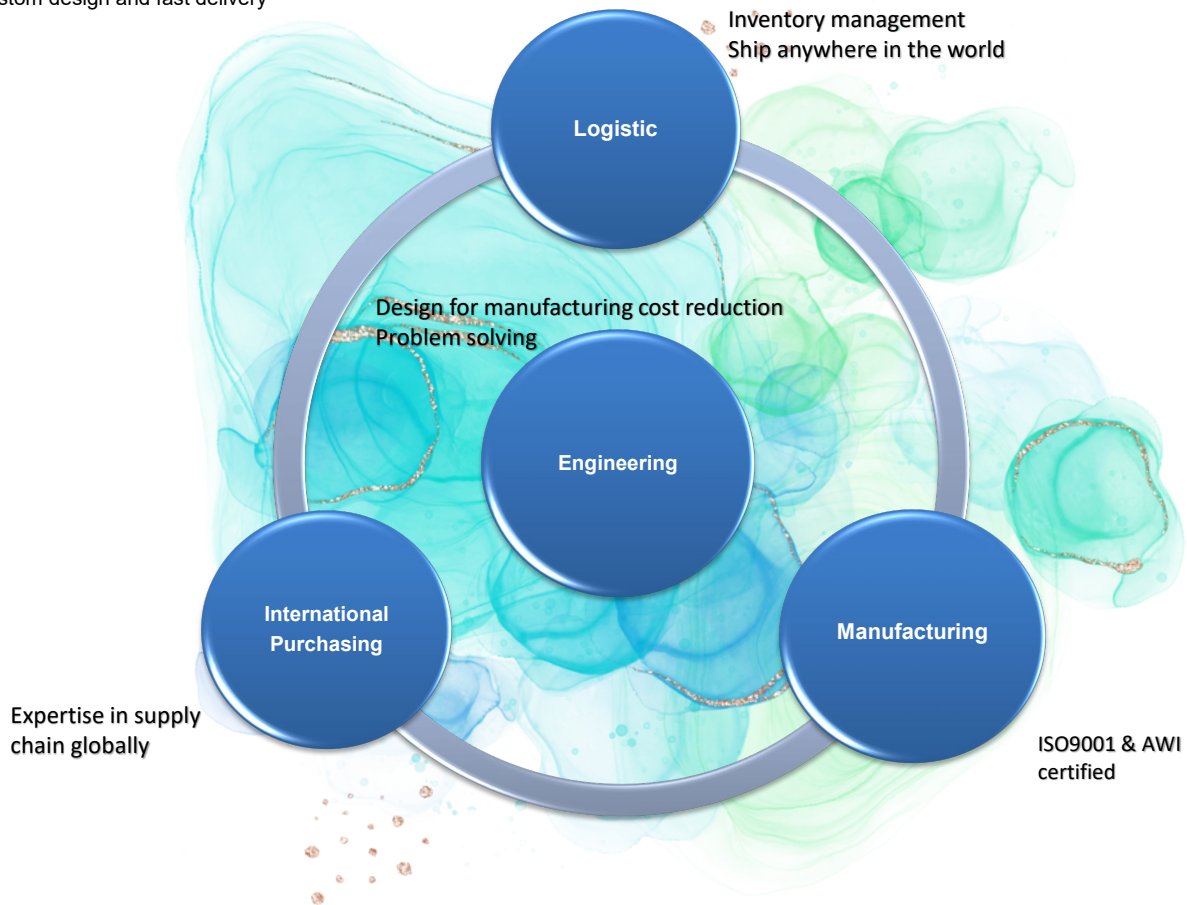 design and fast delivery
Inventory management
Ship anywhere in the world
Logistic
Design for manufacturing cost reduction
Problem solving
Engineering
International
Purchasing
Manufacturing
Expertise in supply
chain globally
ISO9001 & AWI
certified